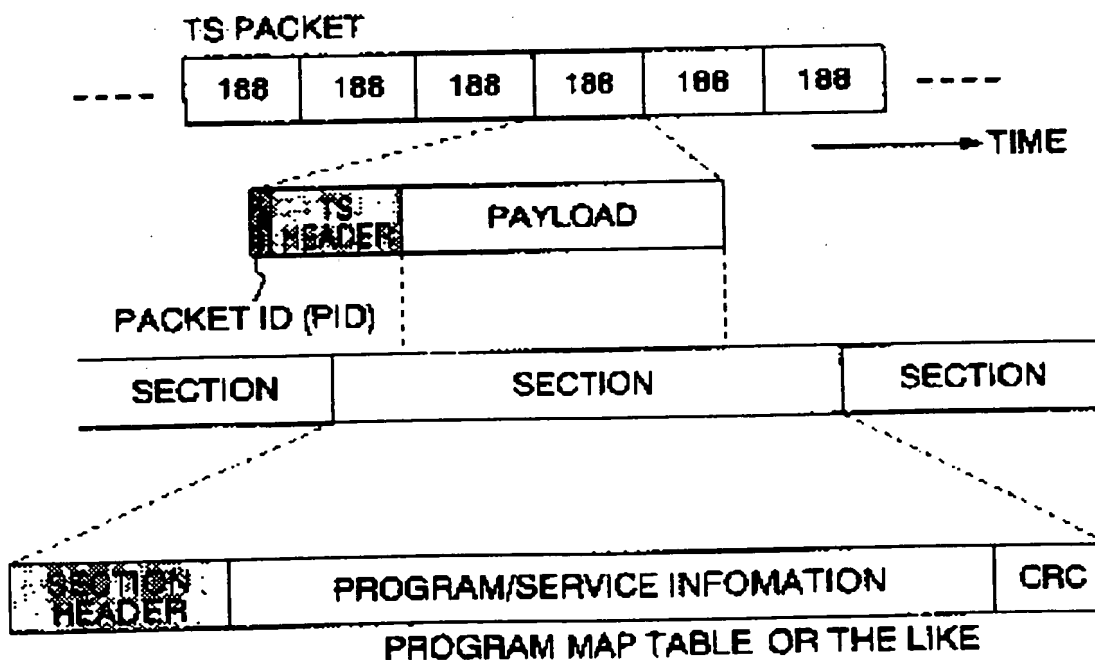 TS PACKET
188 188 188 188 188 188
TIME
TS HEADER
PAYLOAD
PACKET ID (PID)
SECTION SECTION SECTION
SECTION HEADER
PROGRAM/SERVICE INFOMATION
CRC
PROGRAM MAP TABLE OR THE LIKE